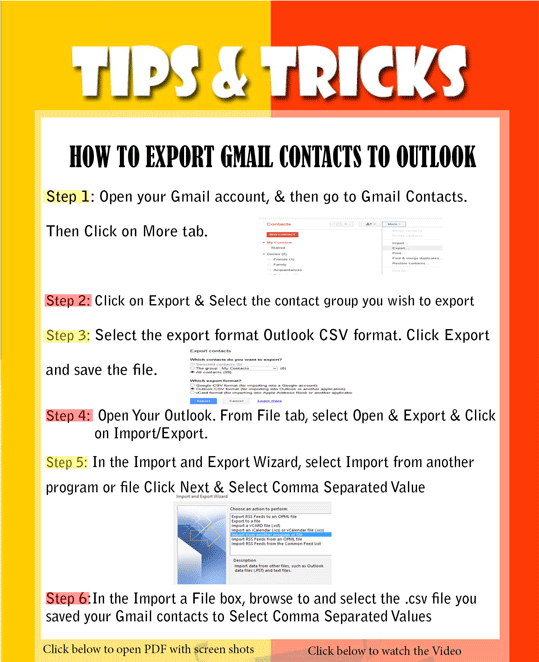 TIPS & TRICKS
HOW TO EXPORT GMAIL CONTACTS TO OUTLOOK
Step 1: Open your Gmail account, & then go to Gmail Contacts.
Then Click on More tab.
Contacts
More
NEW CONTACT
My Contacts
Starred
Friends
Family
Acquaintances
Import...
Export...
Print...
Find & merge duplicates...
Restore contacts...
Step 2: Click on Export & Select the contact group you wish to export
Step 3: Select the export format Outlook CSV format. Click Export
and save the file.
Export contacts
Which contacts do you want to export?
Selected contacts (0)
The group My Contacts
All contacts
Which export format?
Google CSV format (for importing into a Google account)
Outlook CSV format (for importing into Outlook or another application)
vCard format (for importing into Apple Address Book or another applicatio
Export Cancel Learn more
Step 4: Open Your Outlook. From File tab, select Open & Export & Click
on Import/Export.
Step 5: In the Import and Export Wizard, select Import from another
program or file Click Next & Select Comma Separated Value
Import and Export Wizard
Choose an action to perform:
Export RSS Feeds to an OPML file
Export to a file
Import a VCARD file (.vcf)
Import an iCalendar (.ics) or vCalendar file (.vcs)
Import from another program or file
Import RSS Feeds from an OPML file
Import RSS Feeds from the Common Feed List
Description
Import data from other files, such as Outlook
data files (.PST) and text files.
Step 6:In the Import a File box, browse to and select the .csv file you
saved your Gmail contacts to Select Comma Separated Values
Click below to open PDF with screen shots
Click below to watch the Video